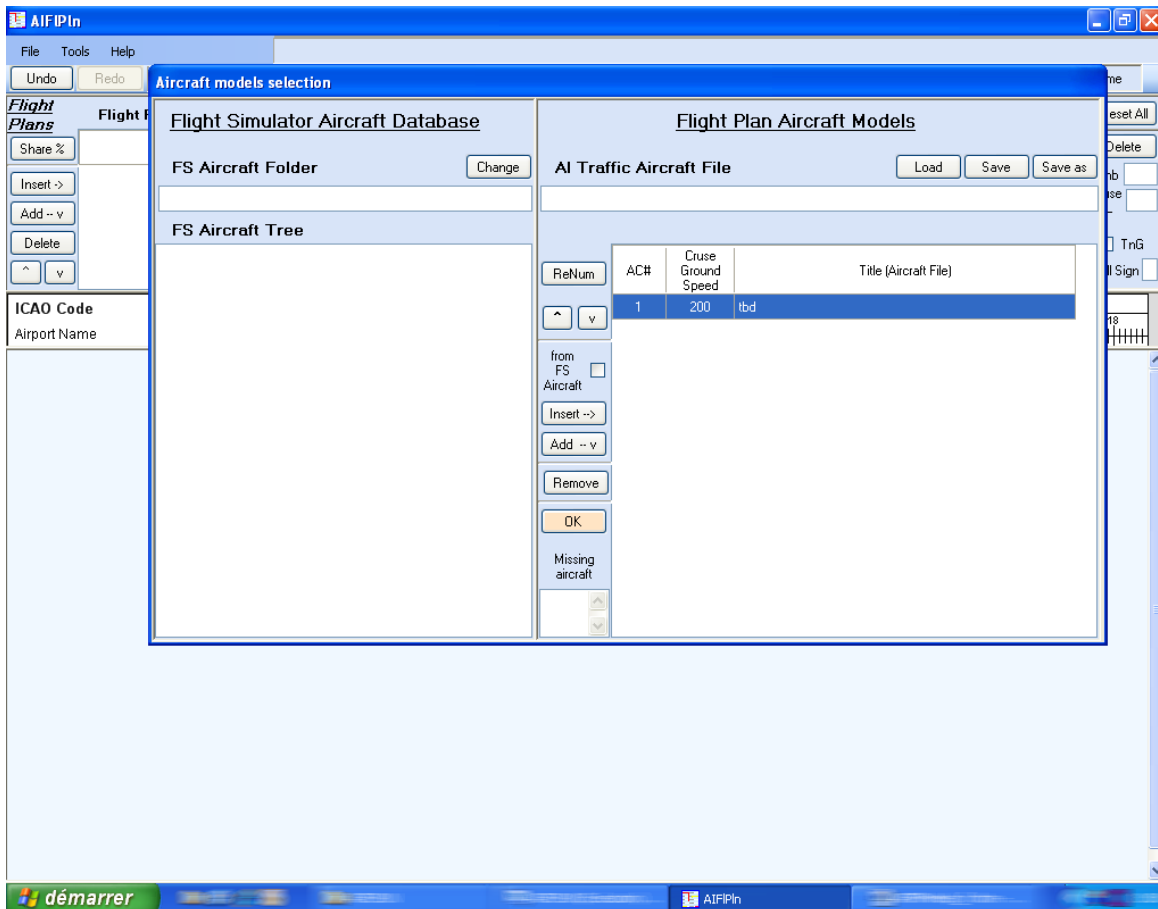 AIFIPln
File Tools Help
Undo Redo
Aircraft models selection
me
Flight Plans
Flight
eset All
Share %
Delete
Insert ->
Add -- v
Delete
^ v
TnG
ll Sign
ICAO Code
Airport Name
18
Flight Simulator Aircraft Database
FS Aircraft Folder
Change
FS Aircraft Tree
Flight Plan Aircraft Models
AI Traffic Aircraft File
Load Save Save as
ReNum
^ v
AC# Cruse Ground Speed Title (Aircraft File)
1 200 tbd
from
FS
Aircraft
Insert -->
Add -- v
Remove
OK
Missing
aircraft
démarrer
AIFIPln